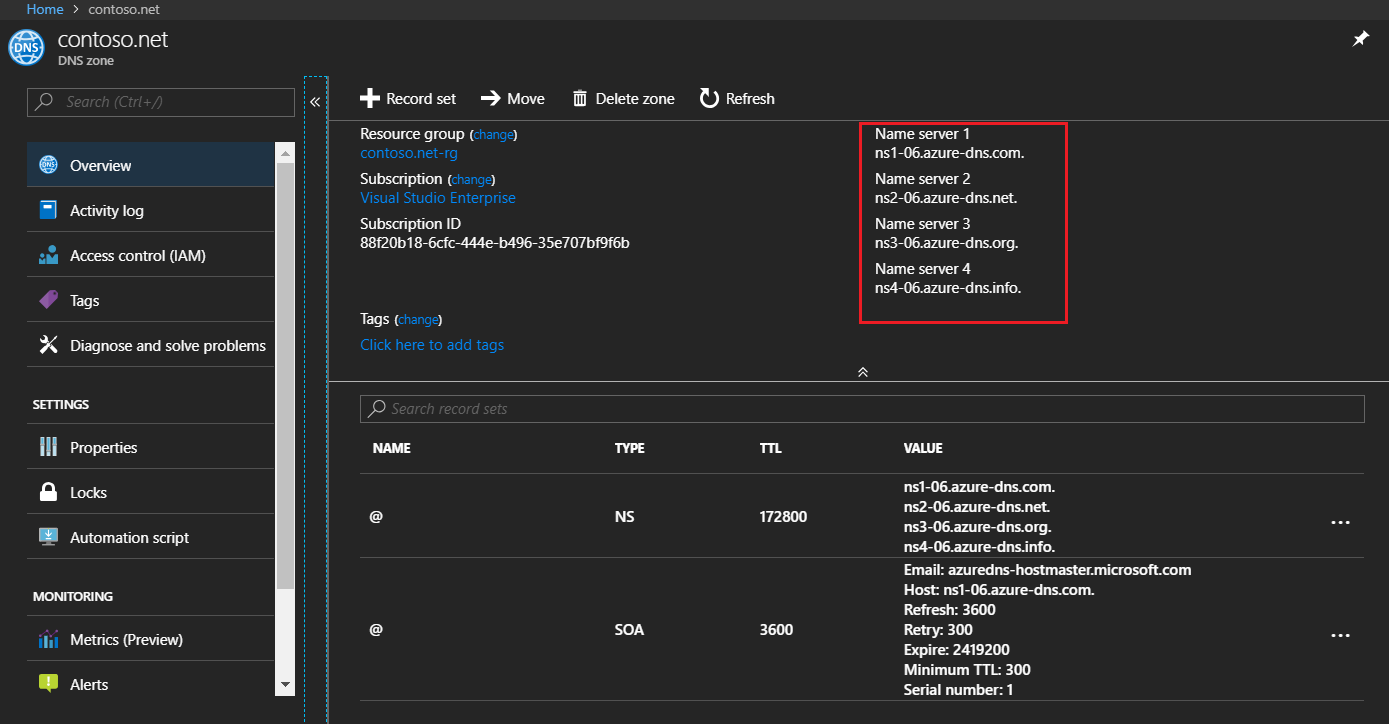 Home > contoso.net
DNS
contoso.net
DNS zone
Search (Ctrl+/)
«
DNS
Overview
Activity log
Access control (IAM)
Tags
Diagnose and solve problems
SETTINGS
Properties
Locks
Automation script
MONITORING
Metrics (Preview)
Alerts
Record set Move Delete zone Refresh
Resource group (change)
contoso.net-rg
Subscription (change)
Visual Studio Enterprise
Subscription ID
88f20b18-6cfc-444e-b496-35e707bf9f6b
Tags (change)
Click here to add tags
Name server 1
ns1-06.azure-dns.com.
Name server 2
ns2-06.azure-dns.net.
Name server 3
ns3-06.azure-dns.org.
Name server 4
ns4-06.azure-dns.info.
Search record sets
NAME TYPE TTL VALUE
@ NS 172800
ns1-06.azure-dns.com.
ns2-06.azure-dns.net.
ns3-06.azure-dns.org.
ns4-06.azure-dns.info.
...
@ SOA 3600
Email: azuredns-hostmaster.microsoft.com
Host: ns1-06.azure-dns.com.
Refresh: 3600
Retry: 300
Expire: 2419200
Minimum TTL: 300
Serial number: 1
...